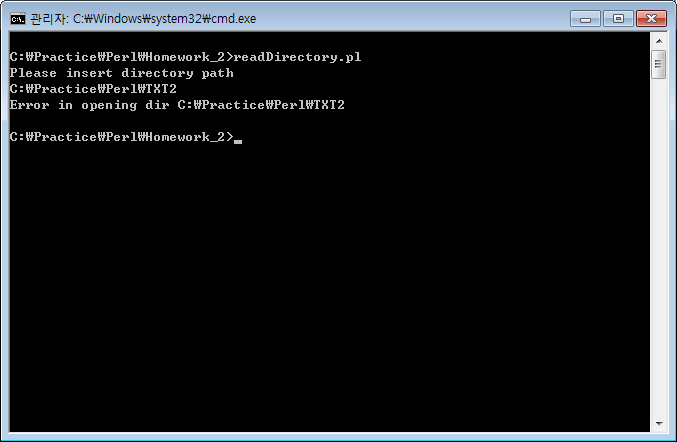 관리자: C:₩Windows₩system32₩cmd.exe
C:₩Practice₩Perl₩Homework_2>readDirectory.pl
Please insert directory path
C:₩Practice₩Perl₩TXT2
Error in opening dir C:₩Practice₩Perl₩TXT2
C:₩Practice₩Perl₩Homework_2>